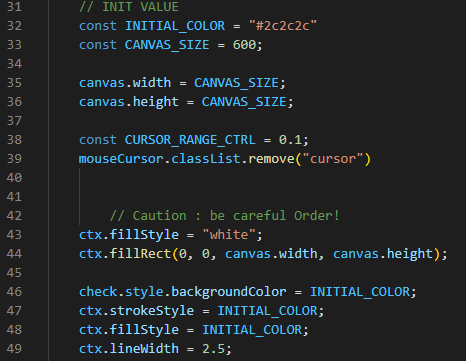 31 // INIT VALUE
32 const INITIAL_COLOR = "#2c2c2c"
33 const CANVAS_SIZE = 600;
34
35 canvas.width = CANVAS_SIZE;
36 canvas.height = CANVAS_SIZE;
37
38 const CURSOR_RANGE_CTRL = 0.1;
39 mouseCursor.classList.remove("cursor")
40
41
42 // Caution : be careful Order!
43 ctx.fillStyle = "white";
44 ctx.fillRect(0, 0, canvas.width, canvas.height);
45
46 check.style.backgroundColor = INITIAL_COLOR;
47 ctx.strokeStyle = INITIAL_COLOR;
48 ctx.fillStyle = INITIAL_COLOR;
49 ctx.lineWidth = 2.5;